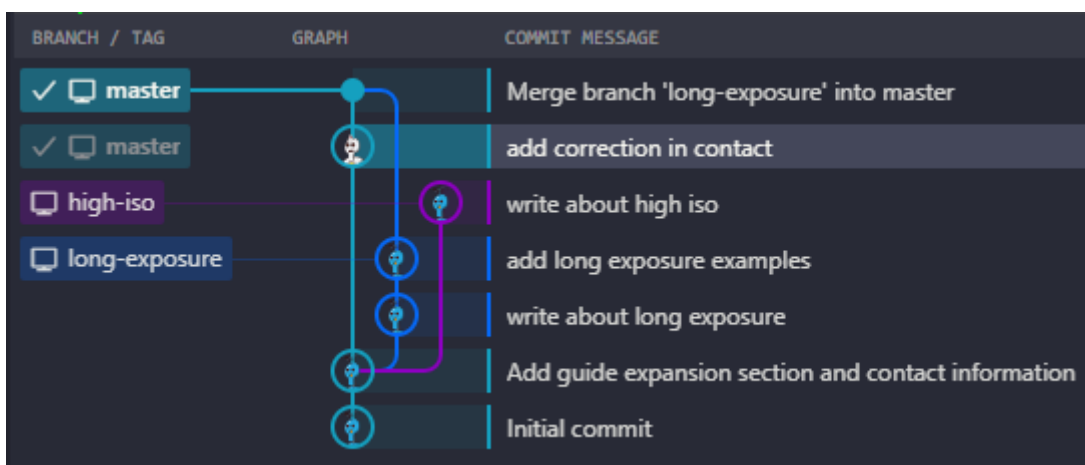 BRANCH / TAG GRAPH COMMIT MESSAGE
master Merge branch 'long-exposure' into master
master add correction in contact
high-iso write about high iso
long-exposure add long exposure examples
write about long exposure
Add guide expansion section and contact information
Initial commit